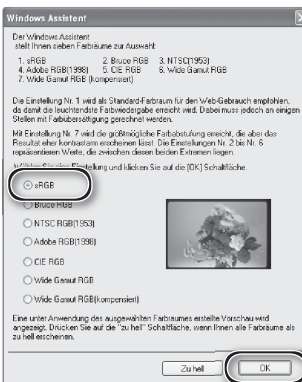 Windows Assistent
Der Windows Assistent
stellt Ihnen sieben Farbräume zur Auswahl:
1. sRGB 2. Bruce RGB 3. NTSC(1953)
4. Adobe RGB(1998) 5. CIE RGB 6. Wide Gamut RGB
7. Wide Gamut RGB (kompensiert)
Die Einstellung Nr. 1 wird als Standard-Farbraum für den Web-Gebrauch empfohlen,
da damit die leuchtendste Farbwiedergabe erreicht wird. Dabei muss jedoch an einigen
Stellen mit Farbübersättigung gerechnet werden.
Mit Einstellung Nr. 7 wird die größtmögliche Farbabstufung erreicht, die aber das
Resultat eher kontrastarm erscheinen lässt. Die Einstellungen Nr. 2 bis Nr. 6
repräsentieren Werte, die zwischen diesen beiden Extremen liegen.
Wählen Sie eine Einstellung und klicken Sie auf die [OK] Schaltfläche.
sRGB
Bruce RGB
NTSC RGB(1953)
Adobe RGB(1998)
CIE RGB
Wide Gamut RGB
Wide Gamut RGB(kompensiert)
Eine unter Anwendung des ausgewählten Farbraumes erstellte Vorschau wird
angezeigt. Drücken Sie auf die "zu hell" Schaltfläche, wenn Ihnen alle Farbräume als
zu hell erscheinen.
Zu hell OK